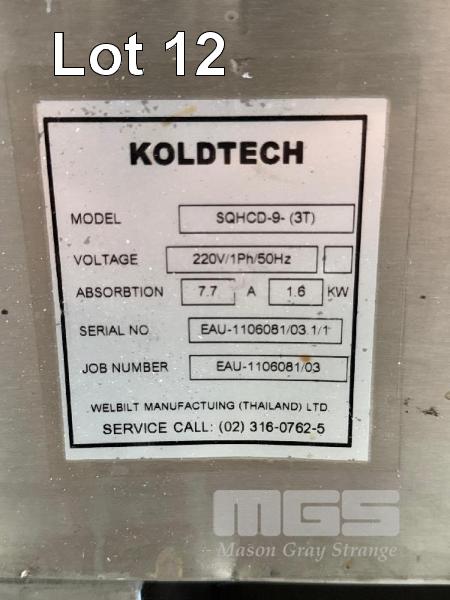 Lot 12
KOLDTECH
MODEL SQHCD-9- (3T)
VOLTAGE 220V/1Ph/50Hz
ABSORBTION 7.7 A 1.6 KW
SERIAL NO. EAU-1106081/03.1/1
JOB NUMBER EAU-1106081/03
WELBILT MANUFACTUING (THAILAND) LTD.
SERVICE CALL: (02) 316-0762-5
MGS
Mason Gray Strange